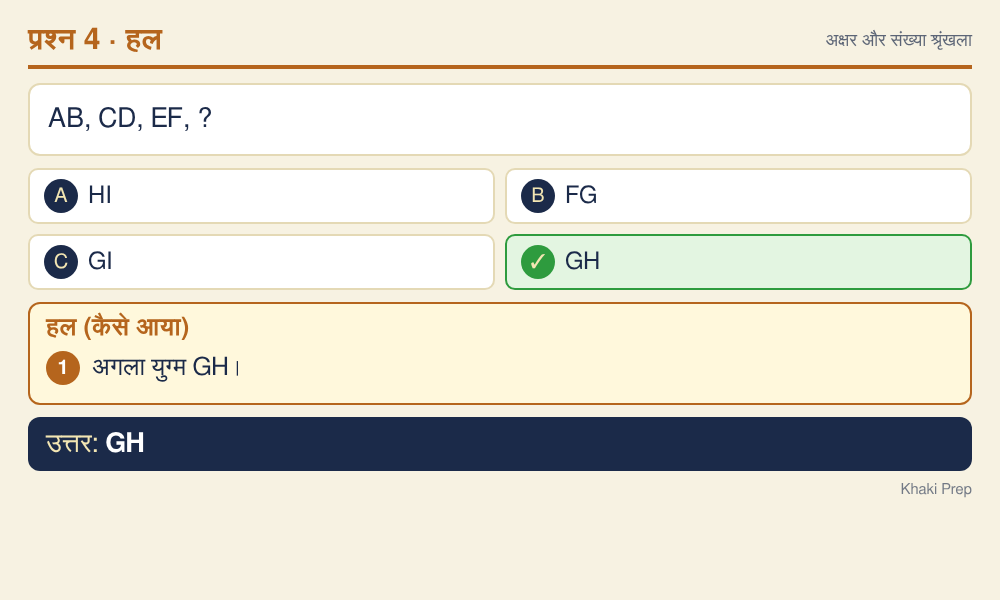 प्रश्न 4 · हल
अक्षर और संख्या श्रृंखला
AB, CD, EF, ?
A HI
B FG
C GI
✓ GH
हल (कैसे आया)
1 अगला युग्म GH।
उत्तर: GH
Khaki Prep